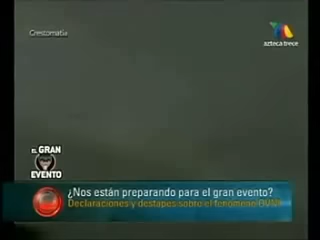 Crestomatía
azteca trece
EL GRAN
EVENTO
¿Nos están preparando para el gran evento?
Declaraciones y destapes sobre el fenómeno OVNI